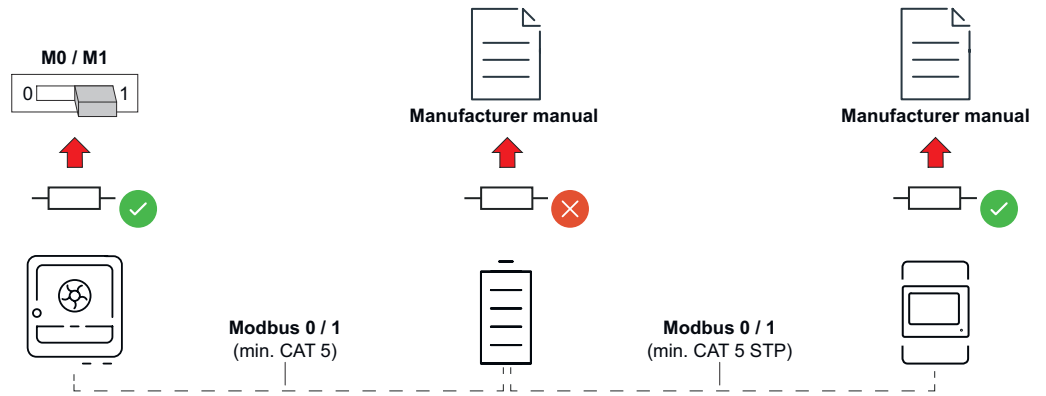 M0 / M1
0 1
Manufacturer manual
Manufacturer manual
Modbus 0 / 1
(min. CAT 5)
Modbus 0 / 1
(min. CAT 5 STP)